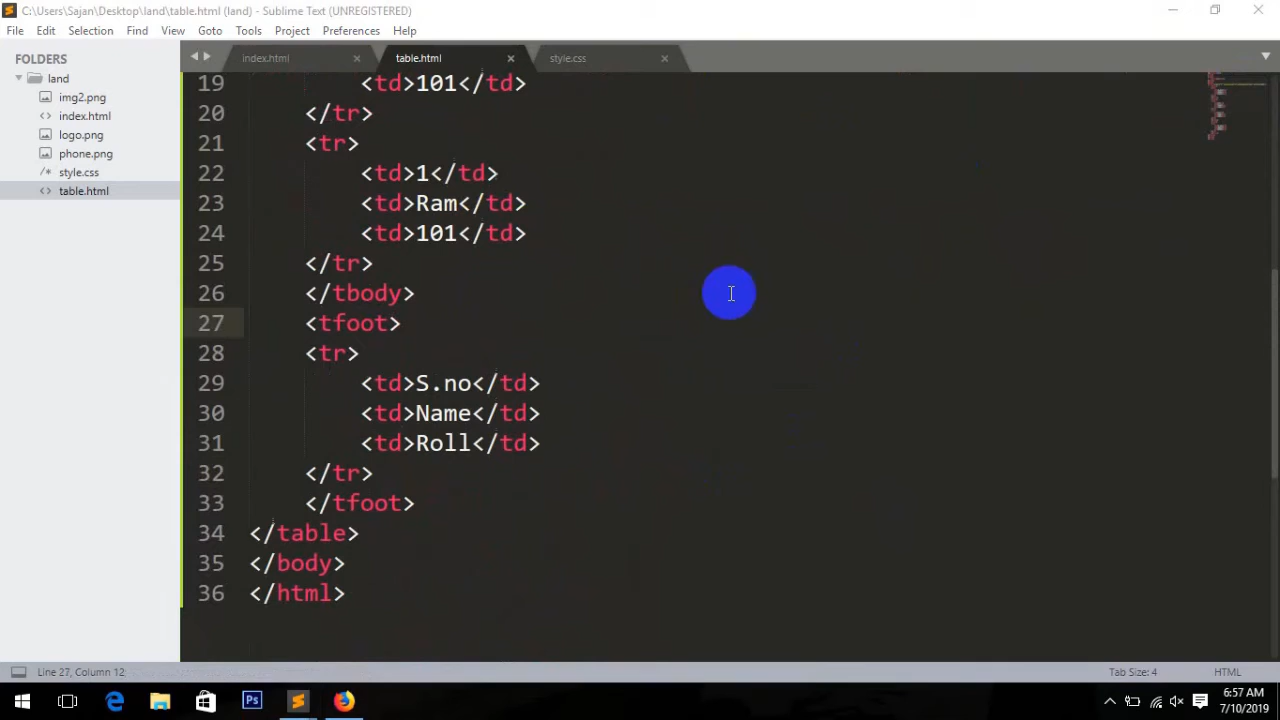 C:\Users\Sajan\Desktop\land\table.html (land) - Sublime Text (UNREGISTERED)
File Edit Selection Find View Goto Tools Project Preferences Help
FOLDERS
land
img2.png
index.html
logo.png
phone.png
style.css
table.html
index.html table.html style.css
19 <td>101</td>
20 </tr>
21 <tr>
22 <td>1</td>
23 <td>Ram</td>
24 <td>101</td>
25 </tr>
26 </tbody>
27 <tfoot>
28 <tr>
29 <td>S.no</td>
30 <td>Name</td>
31 <td>Roll</td>
32 </tr>
33 </tfoot>
34 </table>
35 </body>
36 </html>
Line 27, Column 12 Tab Size: 4 HTML
Ps
6:57 AM
7/10/2019